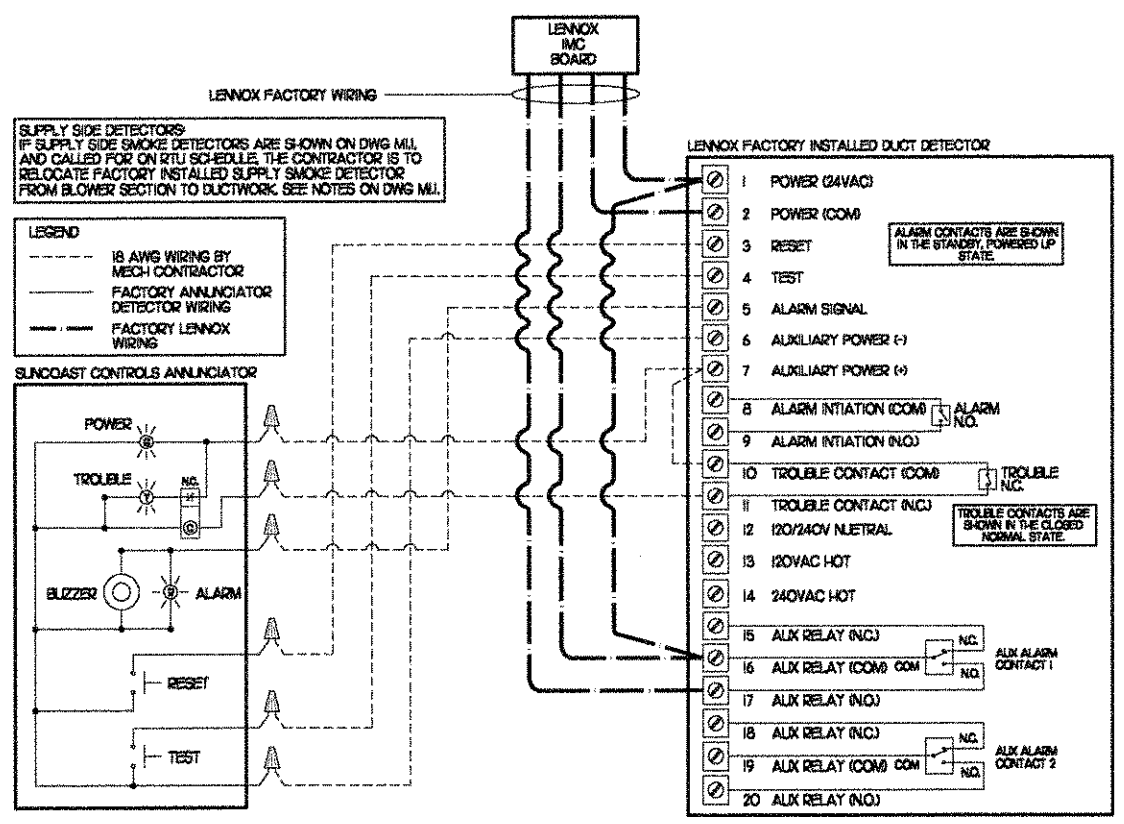 LENNOX
IMC
BOARD
LENNOX FACTORY WIRING
SUPPLY SIDE DETECTORS:
IF SUPPLY SIDE SMOKE DETECTORS ARE SHOWN ON DWG M1.1.
AND CALLED FOR ON RTU SCHEDULE, THE CONTRACTOR IS TO
RELOCATE FACTORY INSTALLED SUPPLY SMOKE DETECTOR
FROM BLOWER SECTION TO DUCTWORK. SEE NOTES ON DWG M1.1.
LEGEND
18 AWG WIRING BY
MECH CONTRACTOR
FACTORY ANNUNCIATOR
DETECTOR WIRING
FACTORY LENNOX
WIRING
SUNCOAST CONTROLS ANNUNCIATOR
POWER
TROUBLE
N.C.
C
BUZZER
ALARM
RESET
TEST
LENNOX FACTORY INSTALLED DUCT DETECTOR
1 POWER (24VAC)
2 POWER (COM)
3 RESET
4 TEST
5 ALARM SIGNAL
6 AUXILIARY POWER (-)
7 AUXILIARY POWER (+)
8 ALARM INTIATION (COM)
9 ALARM INTIATION (N.O.)
10 TROUBLE CONTACT (COM)
11 TROUBLE CONTACT (N.C.)
12 120/240V NUETRAL
13 120VAC HOT
14 240VAC HOT
15 AUX RELAY (N.C.)
16 AUX RELAY (COM) COM
17 AUX RELAY (N.O.)
18 AUX RELAY (N.C.)
19 AUX RELAY (COM) COM
20 AUX RELAY (N.O.)
ALARM CONTACTS ARE SHOWN
IN THE STANDBY, POWERED UP
STATE.
ALARM
N.O.
TROUBLE
N.C.
TROUBLE CONTACTS ARE
SHOWN IN THE CLOSED
NORMAL STATE.
N.C.
N.O.
AUX ALARM
CONTACT 1
N.C.
N.O.
AUX ALARM
CONTACT 2